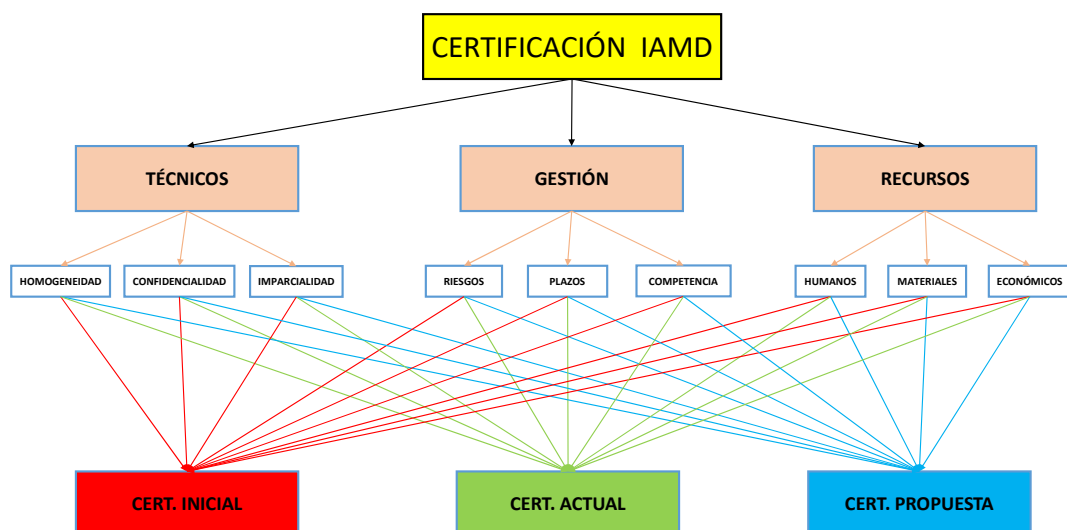 CERTIFICACIÓN IAMD
TÉCNICOS
GESTIÓN
RECURSOS
HOMOGENEIDAD
CONFIDENCIALIDAD
IMPARCIALIDAD
RIESGOS
PLAZOS
COMPETENCIA
HUMANOS
MATERIALES
ECONÓMICOS
CERT. INICIAL
CERT. ACTUAL
CERT. PROPUESTA